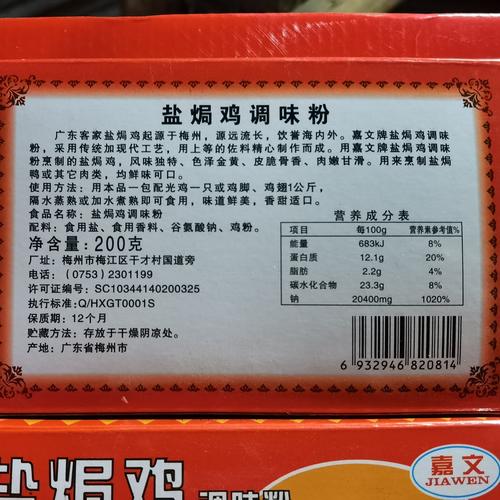 盐焗鸡调味粉
广东客家盐焗鸡起源于梅州，源远流长，饮誉海内外。嘉文牌盐焗鸡调味
粉，采用传统加现代工艺，用上等的佐料精心制作而成。用嘉文牌盐焗鸡调味
粉烹制的盐焗鸡，风味独特、色泽金黄、皮脆骨香、肉嫩甘滑。用来烹制盐焗
鸭或其它肉类，均鲜味可口。
使用方法：用本品一包配光鸡一只或鸡脚、鸡翅1公斤，
隔水蒸熟或加水煮熟即可食用，味道鲜美，香甜适口。
食品名称：盐焗鸡调味粉
配料：食用盐、食用香料、谷氨酸钠、鸡粉。
净含量：200克
厂址：梅州市梅江区干才村国道旁
电话：（0753）2301199
许可证编号：SC10344140200325
执行标准：Q/HXGT0001S
保质期：12个月
贮藏方法：存放于干燥阴凉处。
产地：广东省梅州市
营养成分表
项目 每100g 营养素参考值%
能量 683kJ 8%
蛋白质 12.1g 20%
脂肪 2.2g 4%
碳水化合物 23.3g 8%
钠 20400mg 1020%
6 932946 820814
盐焗鸡 调味粉
嘉文
JIAWEN